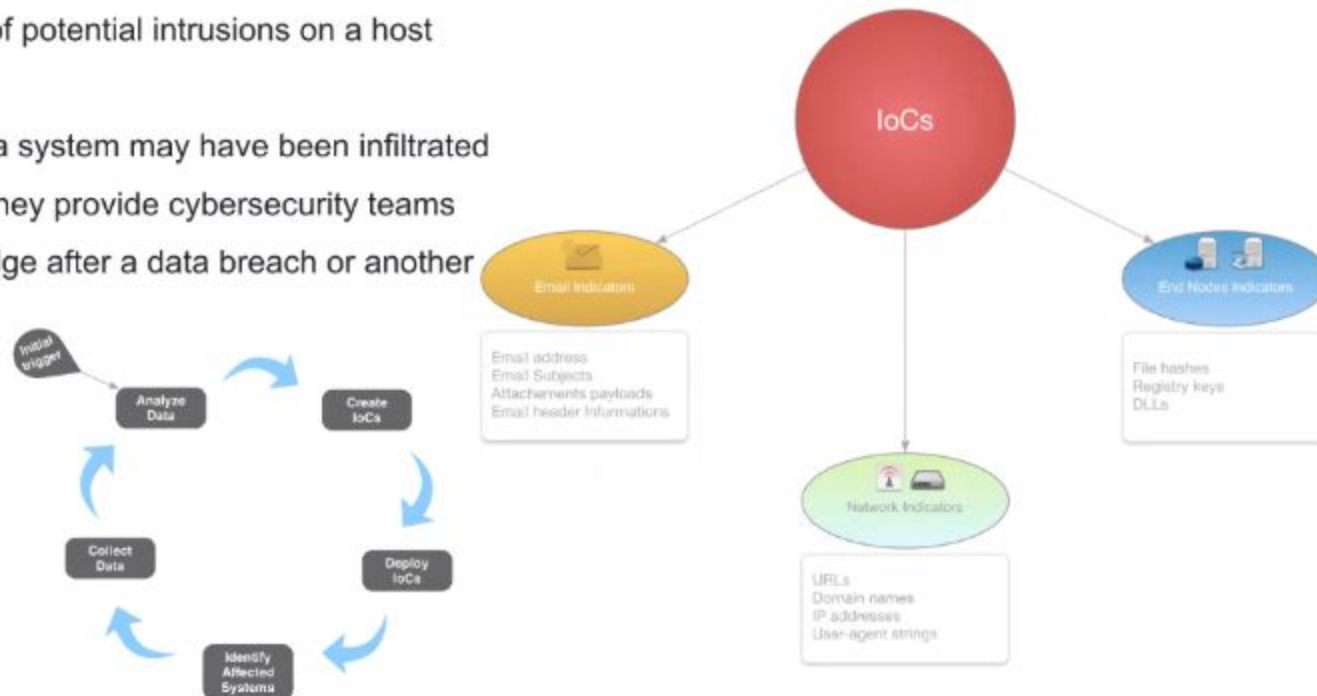 of potential intrusions on a host
a system may have been infiltrated
hey provide cybersecurity teams
dge after a data breach or another
IoCs
Email Indicators
Email address
Email Subjects
Attachements payloads
Email header Informations
End Nodes Indicators
File hashes
Registry keys
DLLs
Network Indicators
URLs
Domain names
IP addresses
User-agent strings
Initial
trigger
Analyze
Data
Create
IoCs
Deploy
IoCs
Identify
Affected
Systems
Collect
Data